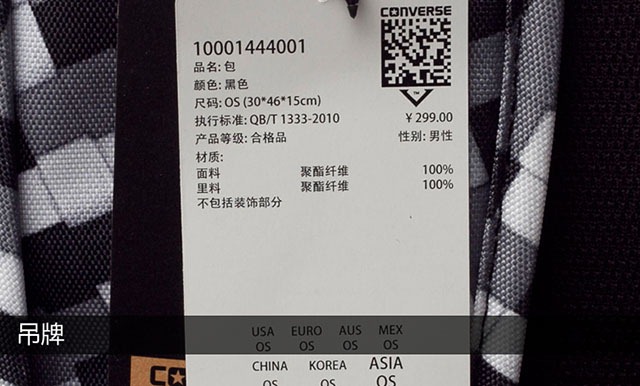 CONVERSE
10001444001
品名: 包
颜色: 黑色
尺码: OS (30*46*15cm)
执行标准: QB/T 1333-2010 ¥ 299.00
产品等级: 合格品 性别: 男性
材质:
面料 聚酯纤维 100%
里料 聚酯纤维 100%
不包括装饰部分
吊牌
USA EURO AUS MEX
OS OS OS OS
CHINA KOREA ASIA
OS OS OS